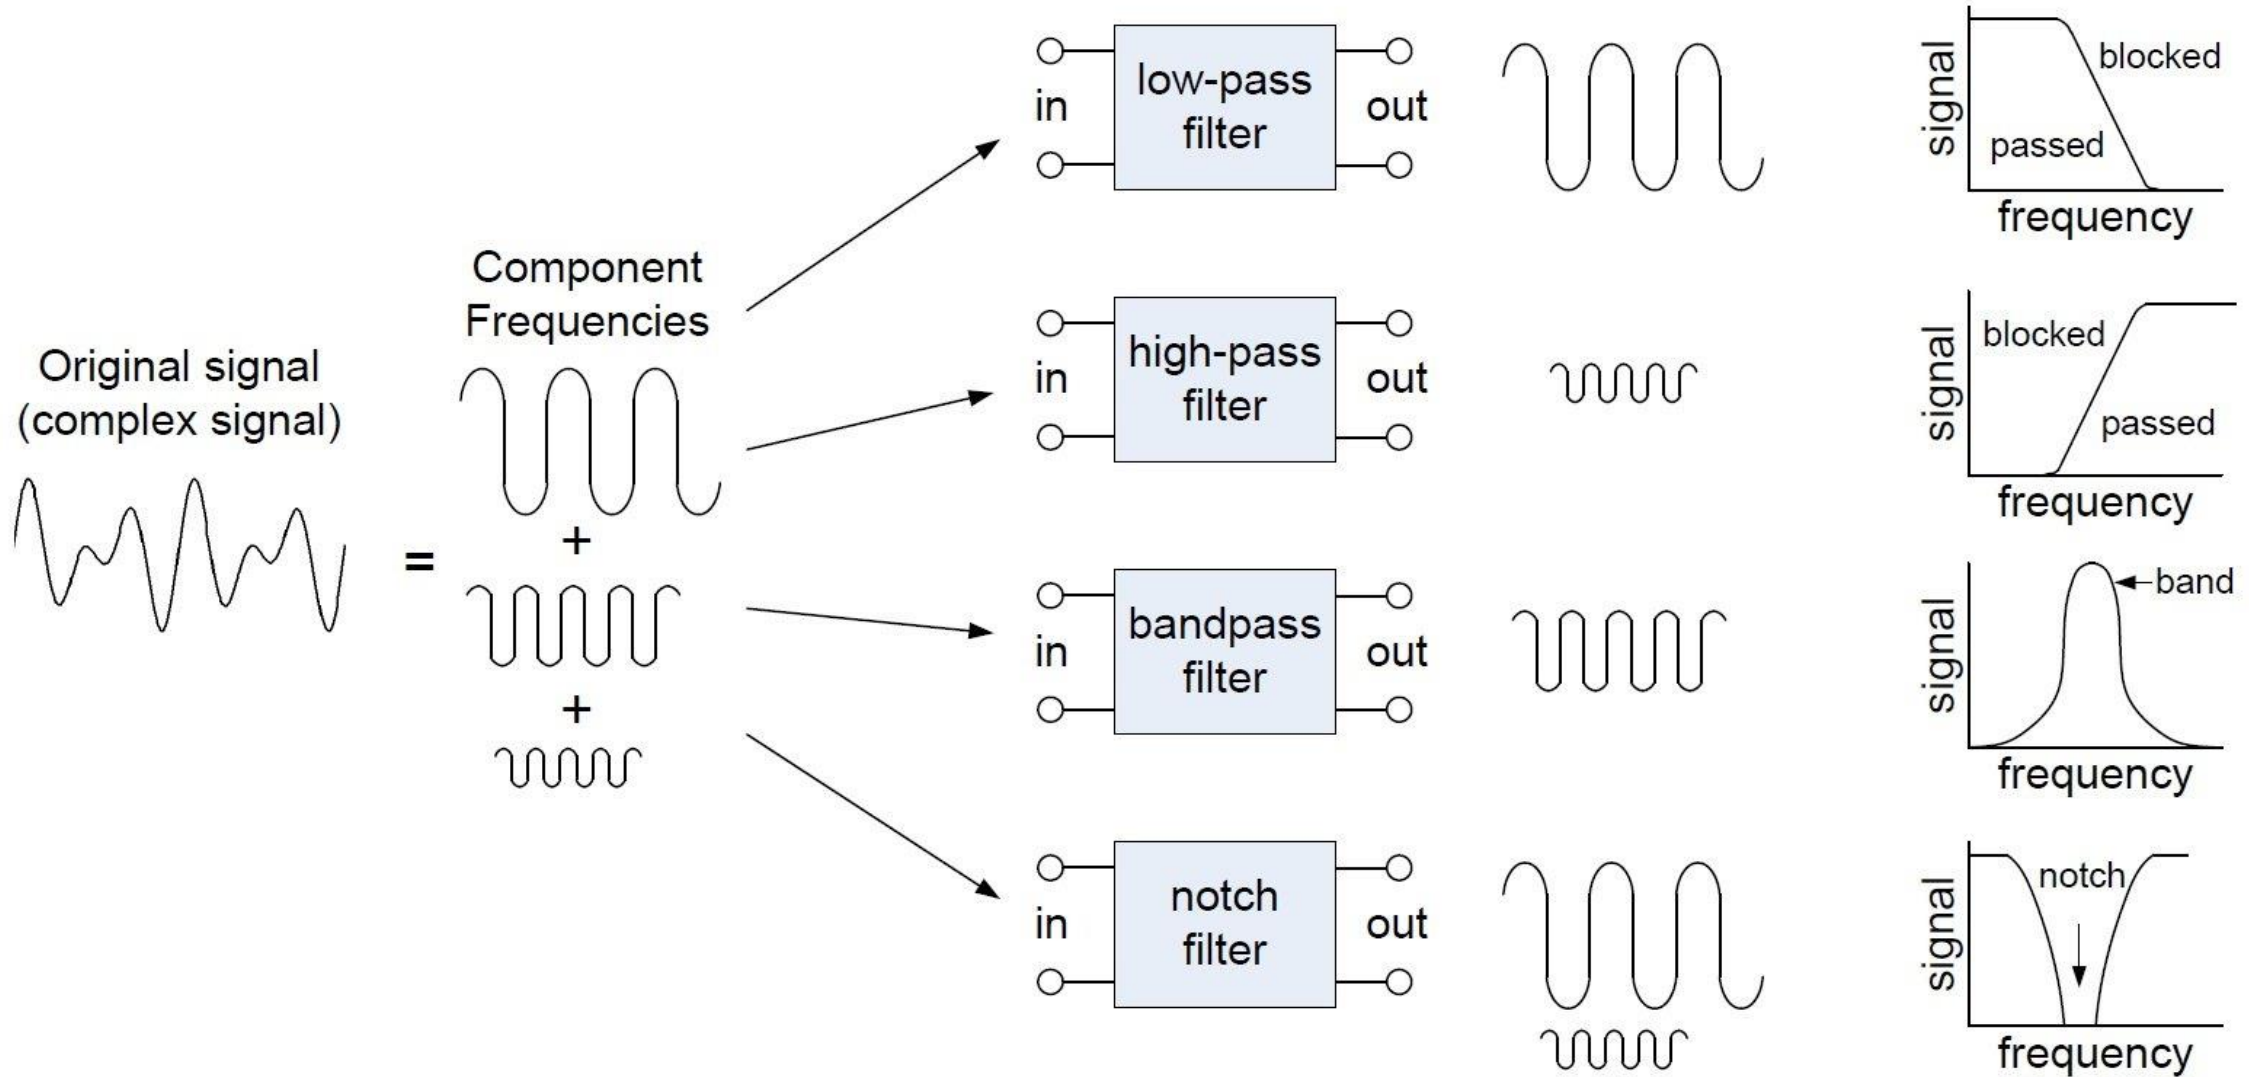 Original signal
(complex signal)
=
Component
Frequencies
+
+
in
low-pass
filter
out
signal
blocked
passed
frequency
in
high-pass
filter
out
signal
blocked
passed
frequency
in
bandpass
filter
out
signal
band
frequency
in
notch
filter
out
signal
notch
frequency